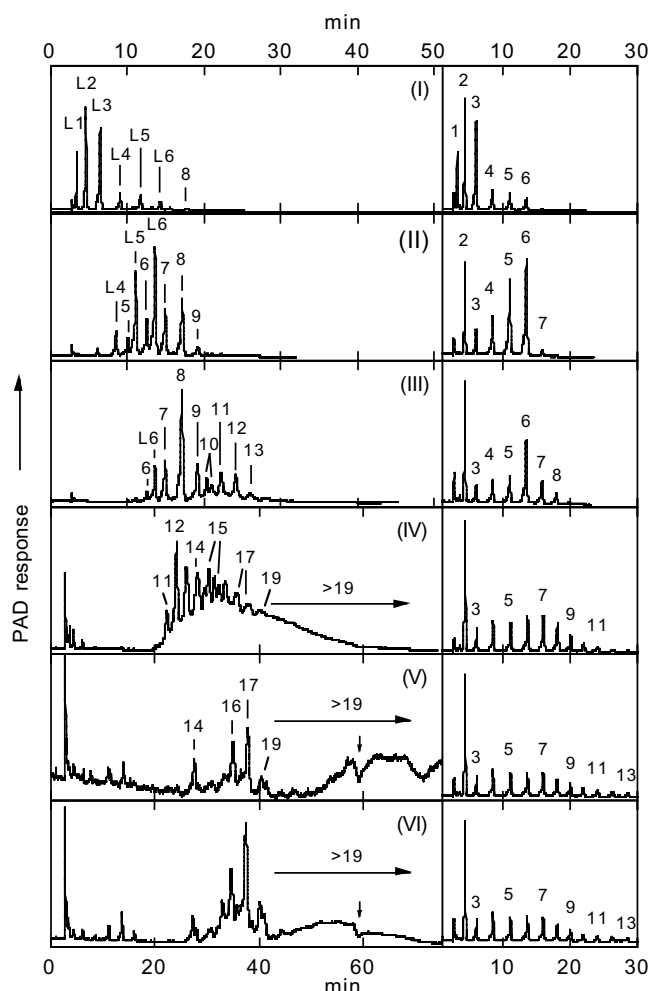 min
0 10 20 30 40 50 10 20 30
(I)
L2
L1 L3
L4 L5 L6 8
2
1 3
4 5 6
(II)
L6
L5
L4 5 6 7 8 9
2 6
3 4 5 7
(III)
8
L6 7 9 11 12
6 10 13
6
3 4 5 7 8
(IV)
12
11 14 15 17 19
>19
3 5 7 9 11
(V)
17
14 16 19
>19
3 5 7 9 11 13
(VI)
>19
3 5 7 9 11 13
0 20 40 60 10 20 30
min
PAD response